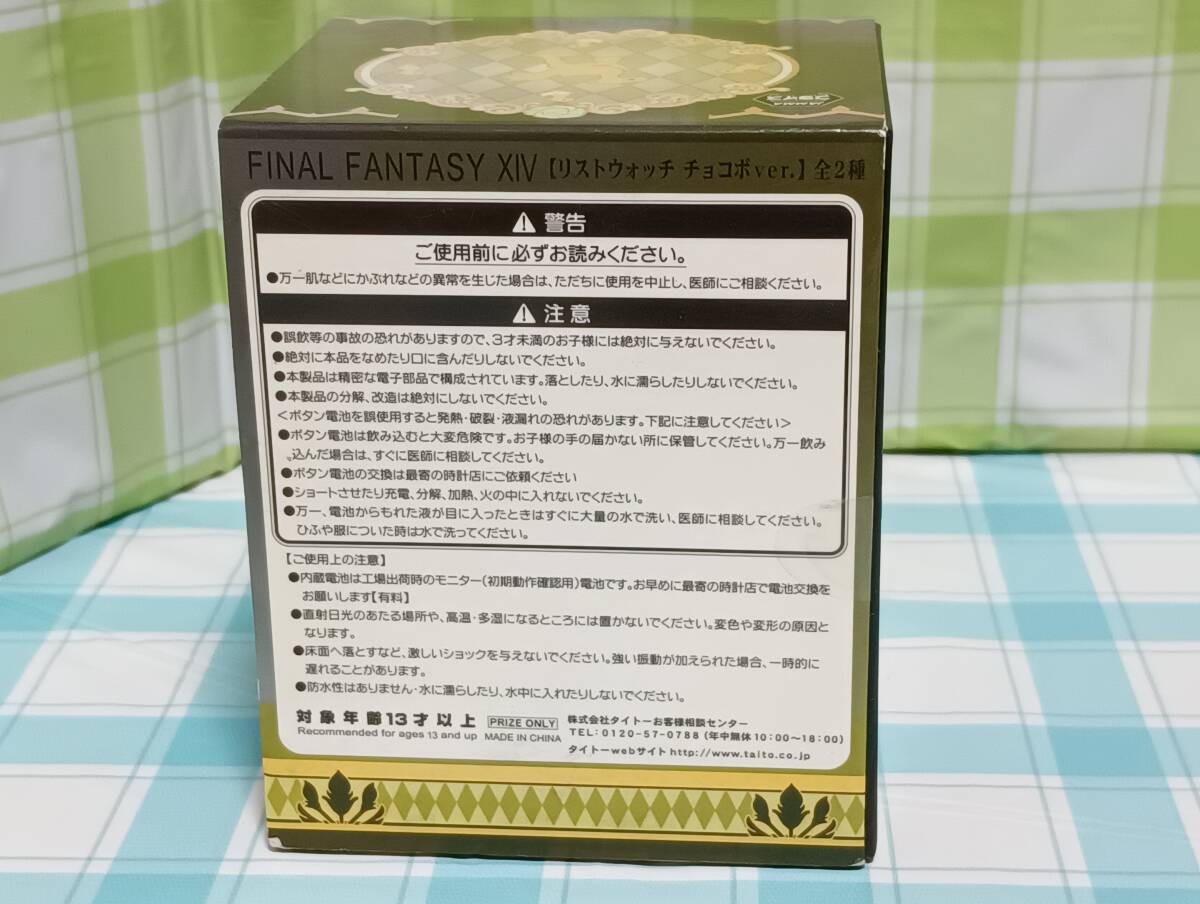 FINAL FANTASY XIV【リストウォッチ チョコボver.】全2種
警告
ご使用前に必ずお読みください。
●万一肌などにかぶれなどの異常を生じた場合は、ただちに使用を中止し、医師にご相談ください。
注意
●誤飲等の事故の恐れがありますので、3才未満のお子様には絶対に与えないでください。
●絶対に本品をなめたり口に含んだりしないでください。
●本製品は精密な電子部品で構成されています。落としたり、水に濡らしたりしないでください。
●本製品の分解、改造は絶対にしないでください。
<ボタン電池を誤使用すると発熱・破裂・液漏れの恐れがあります。下記に注意してください>
●ボタン電池は飲み込むと大変危険です。お子様の手の届かない所に保管してください。万一飲み
込んだ場合は、すぐに医師に相談してください。
●ボタン電池の交換は最寄の時計店にご依頼ください
●ショートさせたり充電、分解、加熱、火の中に入れないでください。
●万一、電池からもれた液が目に入ったときはすぐに大量の水で洗い、医師に相談してください。
ひふや服についた時は水で洗ってください。
【ご使用上の注意】
●内蔵電池は工場出荷時のモニター(初期動作確認用)電池です。お早めに最寄の時計店で電池交換を
お願いします【有料】
●直射日光のあたる場所や、高温・多湿になるところには置かないでください。変色や変形の原因と
なります。
●床面へ落とすなど、激しいショックを与えないでください。強い振動が加えられた場合、一時的に
遅れることがあります。
●防水性はありません・水に濡らしたり、水中に入れたりしないでください。
対象年齢13才以上 PRIZE ONLY 株式会社タイトーお客様相談センター
Recommended for ages 13 and up MADE IN CHINA TEL:0120-57-0788(年中無休10:00~18:00)
タイトーwebサイトhttp://www.taito.co.jp